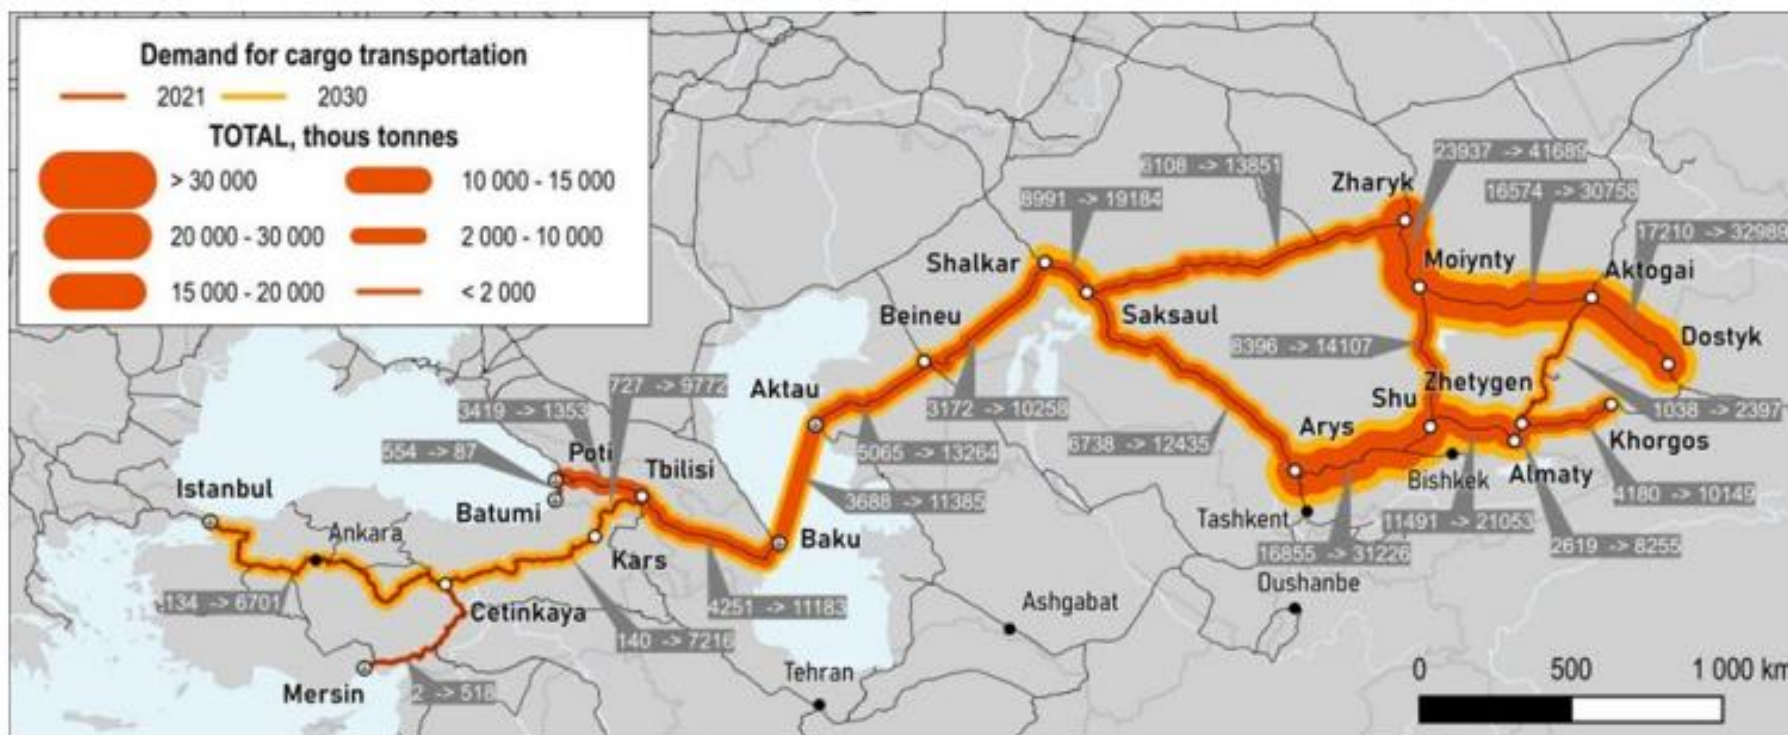 Demand for cargo transportation
2021
2030
TOTAL, thous tonnes
> 30 000
10 000 - 15 000
20 000 - 30 000
2 000 - 10 000
15 000 - 20 000
< 2 000
23937 -> 41689
6108 -> 13851
Zharyk
16574 -> 30758
8991 -> 19184
17210 -> 32989
Shalkar
Moiynty
Aktogai
Beineu
Saksaul
Dostyk
8396 -> 14107
727 -> 9772
Zhetygen
Aktau
3419 -> 1353
3172 -> 10258
Shu
1038 -> 2397
Arys
Khorgos
6738 -> 12435
554 -> 87
Poti
Tbilisi
5065 -> 13264
Bishkek
Almaty
Istanbul
3688 -> 11385
4180 -> 10149
Batumi
Tashkent
11491 -> 21053
Ankara
Baku
16855 -> 31226
2619 -> 8255
Kars
Dushanbe
134 -> 6701
Cetinkaya
4251 -> 11183
Ashgabat
140 -> 7216
Tehran
0 500 1 000 km
Mersin
2 -> 518